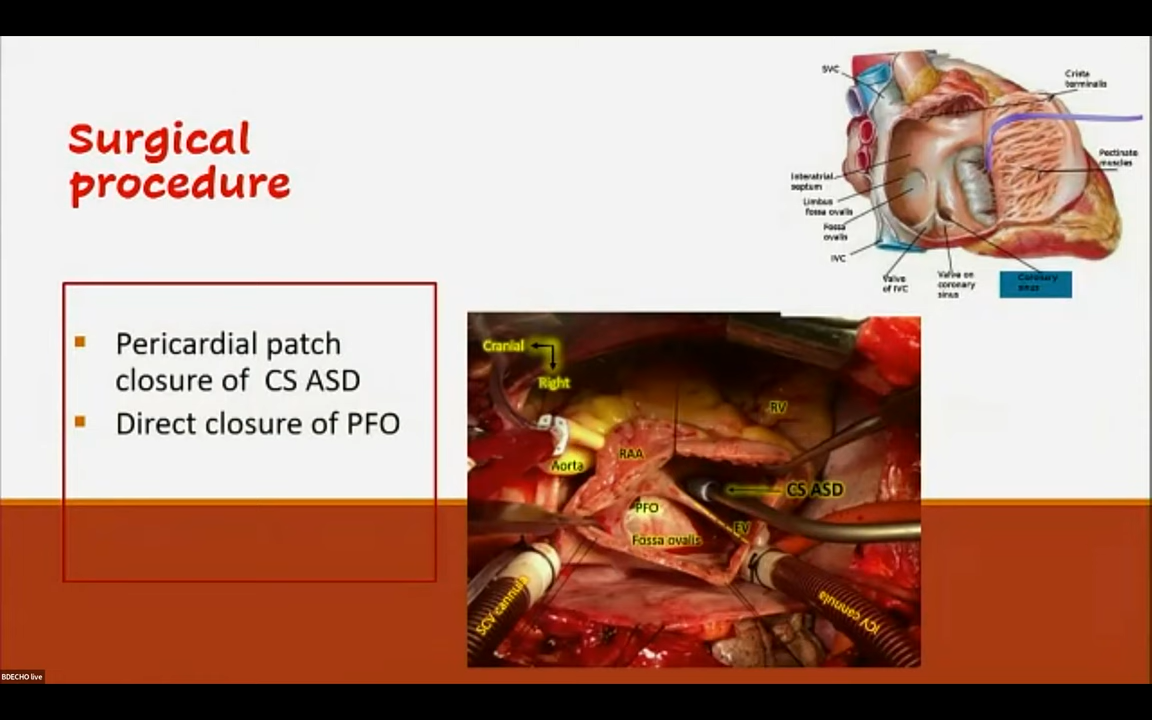 Surgical
procedure
Pericardial patch
closure of CS ASD
Direct closure of PFO
SVC
Crista
terminalis
Pectinate
muscles
Interatrial
septum
Limbus
fossa ovalis
Fossa
ovalis
IVC
Valve
of IVC
Valve on
coronary
sinus
Coronary
sinus
Cranial
Right
RV
RAA
Aorta
CS ASD
PFO
EV
Fossa ovalis
SCV cannula
ICV cannula
BDECHO live